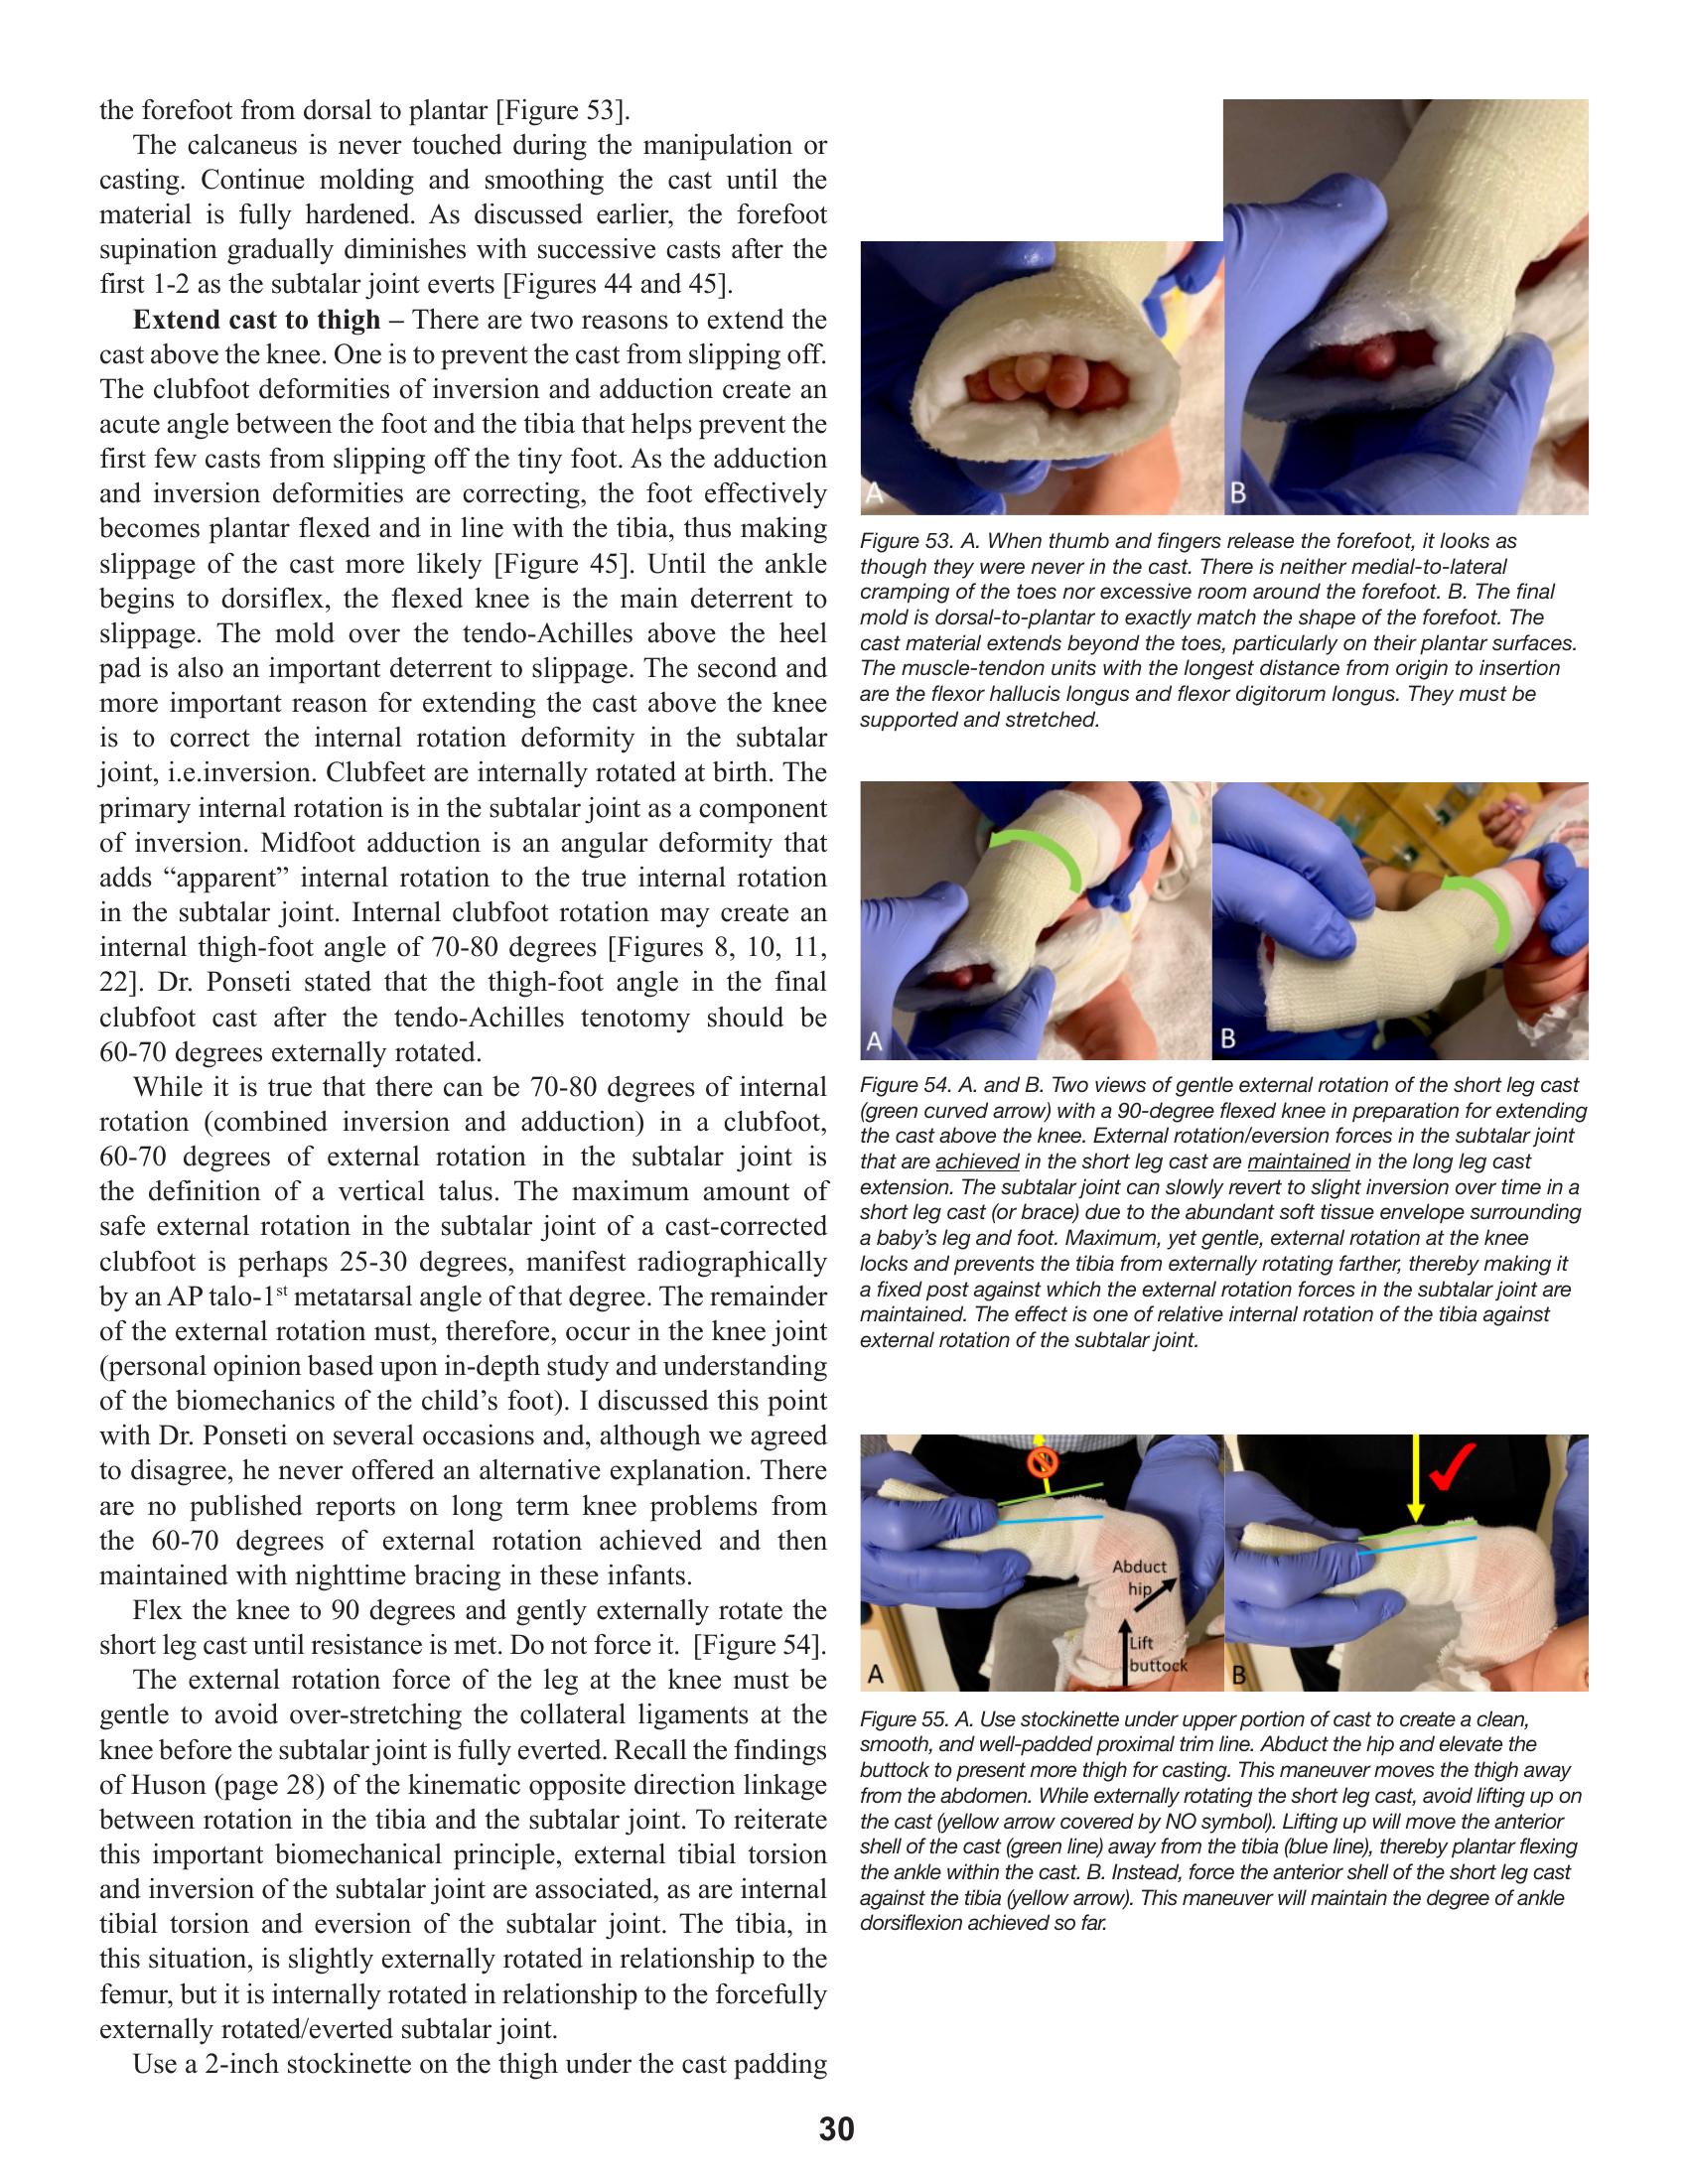 the forefoot from dorsal to plantar [Figure 53].
The calcaneus is never touched during the manipulation or
casting. Continue molding and smoothing the cast until the
material is fully hardened. As discussed earlier, the forefoot
supination gradually diminishes with successive casts after the
first 1-2 as the subtalar joint everts [Figures 44 and 45].
Extend cast to thigh – There are two reasons to extend the
cast above the knee. One is to prevent the cast from slipping off.
The clubfoot deformities of inversion and adduction create an
acute angle between the foot and the tibia that helps prevent the
first few casts from slipping off the tiny foot. As the adduction
and inversion deformities are correcting, the foot effectively
becomes plantar flexed and in line with the tibia, thus making
slippage of the cast more likely [Figure 45]. Until the ankle
begins to dorsiflex, the flexed knee is the main deterrent to
slippage. The mold over the tendo-Achilles above the heel
pad is also an important deterrent to slippage. The second and
more important reason for extending the cast above the knee
is to correct the internal rotation deformity in the subtalar
joint, i.e.inversion. Clubfeet are internally rotated at birth. The
primary internal rotation is in the subtalar joint as a component
of inversion. Midfoot adduction is an angular deformity that
adds “apparent” internal rotation to the true internal rotation
in the subtalar joint. Internal clubfoot rotation may create an
internal thigh-foot angle of 70-80 degrees [Figures 8, 10, 11,
22]. Dr. Ponseti stated that the thigh-foot angle in the final
clubfoot cast after the tendo-Achilles tenotomy should be
60-70 degrees externally rotated.
While it is true that there can be 70-80 degrees of internal
rotation (combined inversion and adduction) in a clubfoot,
60-70 degrees of external rotation in the subtalar joint is
the definition of a vertical talus. The maximum amount of
safe external rotation in the subtalar joint of a cast-corrected
clubfoot is perhaps 25-30 degrees, manifest radiographically
by an AP talo-1st metatarsal angle of that degree. The remainder
of the external rotation must, therefore, occur in the knee joint
(personal opinion based upon in-depth study and understanding
of the biomechanics of the child’s foot). I discussed this point
with Dr. Ponseti on several occasions and, although we agreed
to disagree, he never offered an alternative explanation. There
are no published reports on long term knee problems from
the 60-70 degrees of external rotation achieved and then
maintained with nighttime bracing in these infants.
Flex the knee to 90 degrees and gently externally rotate the
short leg cast until resistance is met. Do not force it. [Figure 54].
The external rotation force of the leg at the knee must be
gentle to avoid over-stretching the collateral ligaments at the
knee before the subtalar joint is fully everted. Recall the findings
of Huson (page 28) of the kinematic opposite direction linkage
between rotation in the tibia and the subtalar joint. To reiterate
this important biomechanical principle, external tibial torsion
and inversion of the subtalar joint are associated, as are internal
tibial torsion and eversion of the subtalar joint. The tibia, in
this situation, is slightly externally rotated in relationship to the
femur, but it is internally rotated in relationship to the forcefully
externally rotated/everted subtalar joint.
Use a 2-inch stockinette on the thigh under the cast padding
A
B
Figure 53. A. When thumb and fingers release the forefoot, it looks as
though they were never in the cast. There is neither medial-to-lateral
cramping of the toes nor excessive room around the forefoot. B. The final
mold is dorsal-to-plantar to exactly match the shape of the forefoot. The
cast material extends beyond the toes, particularly on their plantar surfaces.
The muscle-tendon units with the longest distance from origin to insertion
are the flexor hallucis longus and flexor digitorum longus. They must be
supported and stretched.
A
B
Figure 54. A. and B. Two views of gentle external rotation of the short leg cast
(green curved arrow) with a 90-degree flexed knee in preparation for extending
the cast above the knee. External rotation/eversion forces in the subtalar joint
that are achieved in the short leg cast are maintained in the long leg cast
extension. The subtalar joint can slowly revert to slight inversion over time in a
short leg cast (or brace) due to the abundant soft tissue envelope surrounding
a baby’s leg and foot. Maximum, yet gentle, external rotation at the knee
locks and prevents the tibia from externally rotating farther, thereby making it
a fixed post against which the external rotation forces in the subtalar joint are
maintained. The effect is one of relative internal rotation of the tibia against
external rotation of the subtalar joint.
Abduct
hip
Lift
buttock
A
B
Figure 55. A. Use stockinette under upper portion of cast to create a clean,
smooth, and well-padded proximal trim line. Abduct the hip and elevate the
buttock to present more thigh for casting. This maneuver moves the thigh away
from the abdomen. While externally rotating the short leg cast, avoid lifting up on
the cast (yellow arrow covered by NO symbol). Lifting up will move the anterior
shell of the cast (green line) away from the tibia (blue line), thereby plantar flexing
the ankle within the cast. B. Instead, force the anterior shell of the short leg cast
against the tibia (yellow arrow). This maneuver will maintain the degree of ankle
dorsiflexion achieved so far.
30